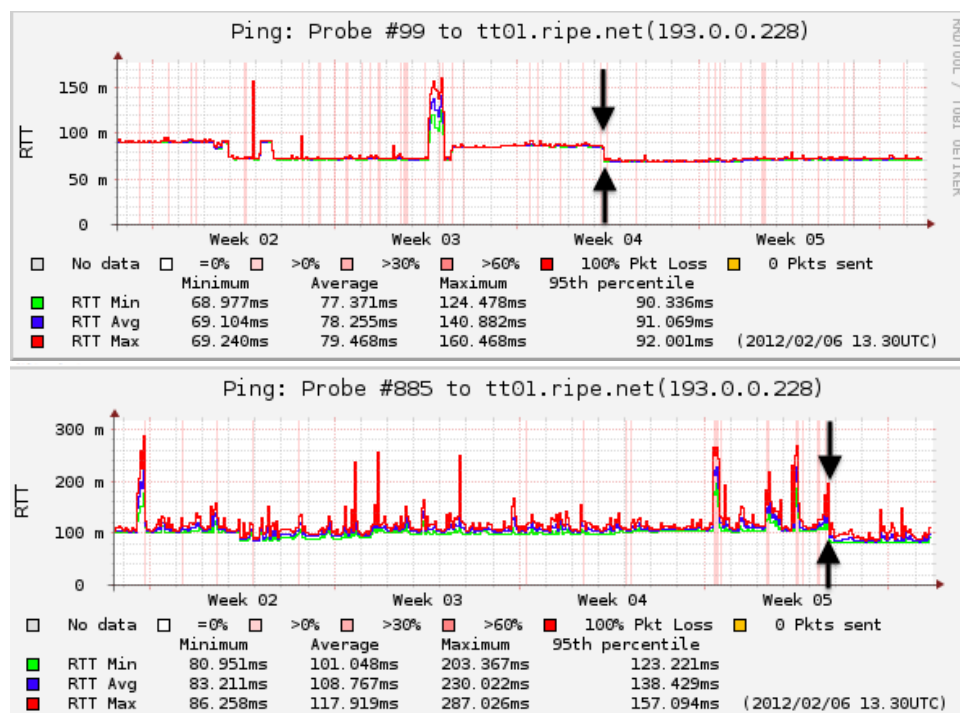 Ping: Probe #99 to tt01.ripe.net(193.0.0.228)
RRDTOOL / TOBI OETIKER
RTT
150 m
100 m
50 m
0
Week 02 Week 03 Week 04 Week 05
No data =0% >0% >30% >60% 100% Pkt Loss 0 Pkts sent
Minimum Average Maximum 95th percentile
RTT Min 68.977ms 77.371ms 124.478ms 90.336ms
RTT Avg 69.104ms 78.255ms 140.882ms 91.069ms
RTT Max 69.240ms 79.468ms 160.468ms 92.001ms (2012/02/06 13.30UTC)
Ping: Probe #885 to tt01.ripe.net(193.0.0.228)
RTT
300 m
200 m
100 m
0
Week 02 Week 03 Week 04 Week 05
No data =0% >0% >30% >60% 100% Pkt Loss 0 Pkts sent
Minimum Average Maximum 95th percentile
RTT Min 80.951ms 101.048ms 203.367ms 123.221ms
RTT Avg 83.211ms 108.767ms 230.022ms 138.429ms
RTT Max 86.258ms 117.919ms 287.026ms 157.094ms (2012/02/06 13.30UTC)